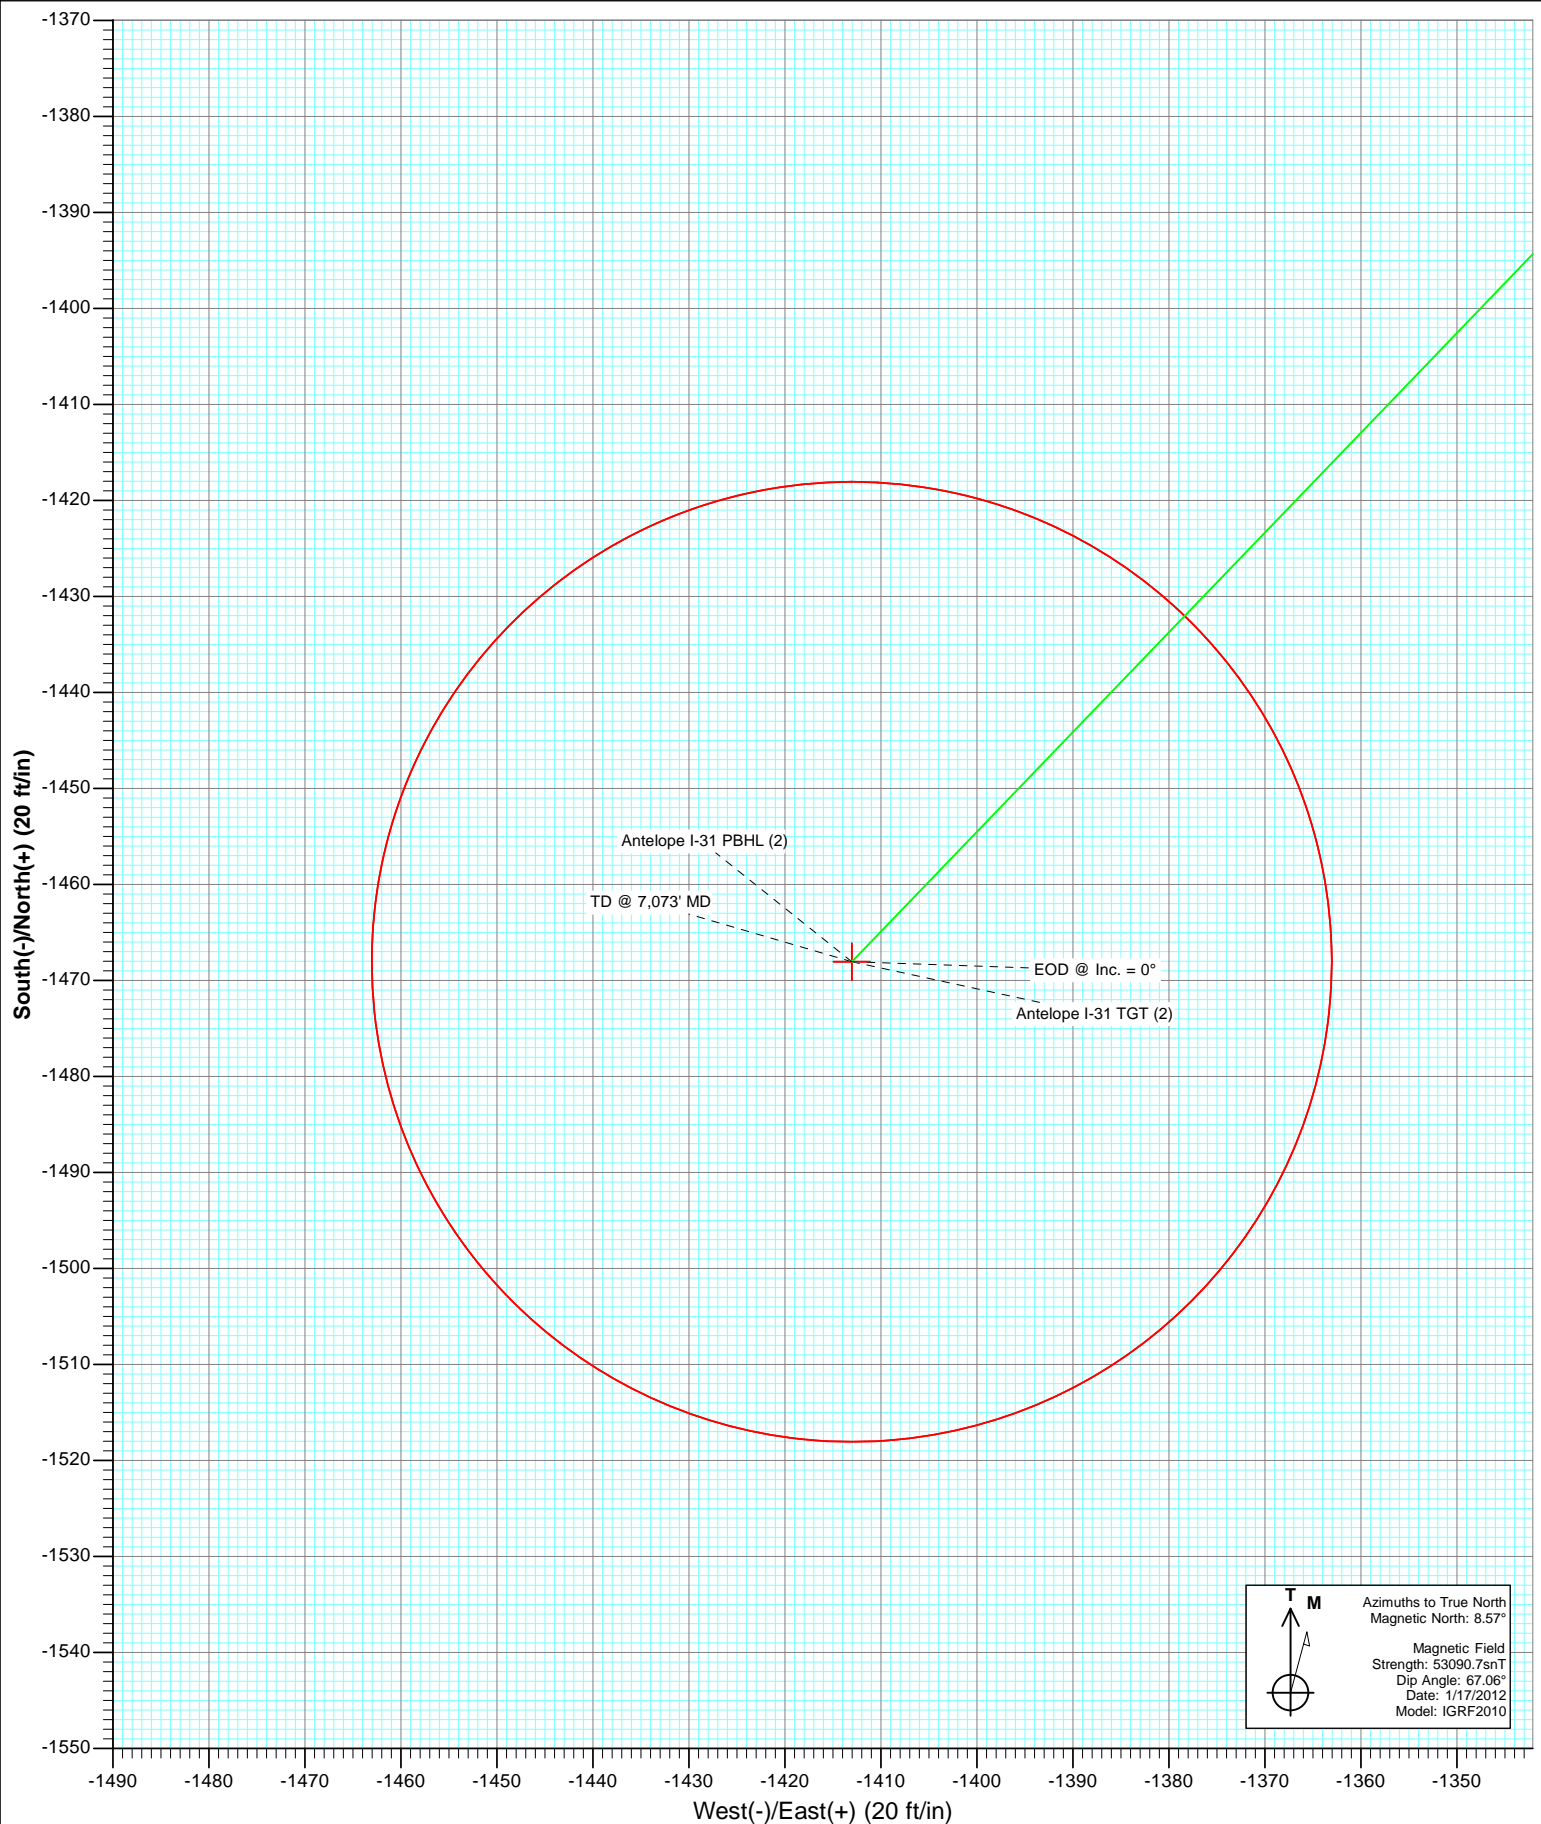 -1370
-1380
-1390
-1400
-1410
-1420
-1430
-1440
-1450
-1460
-1470
-1480
-1490
-1500
-1510
-1520
-1530
-1540
-1550
South(-)/North(+) (20 ft/in)
Antelope I-31 PBHL (2)
TD @ 7,073' MD
EOD @ Inc. = 0°
Antelope I-31 TGT (2)
T
M
Azimuths to True North
Magnetic North: 8.57°
Magnetic Field
Strength: 53090.7snT
Dip Angle: 67.06°
Date: 1/17/2012
Model: IGRF2010
-1490 -1480 -1470 -1460 -1450 -1440 -1430 -1420 -1410 -1400 -1390 -1380 -1370 -1360 -1350
West(-)/East(+) (20 ft/in)